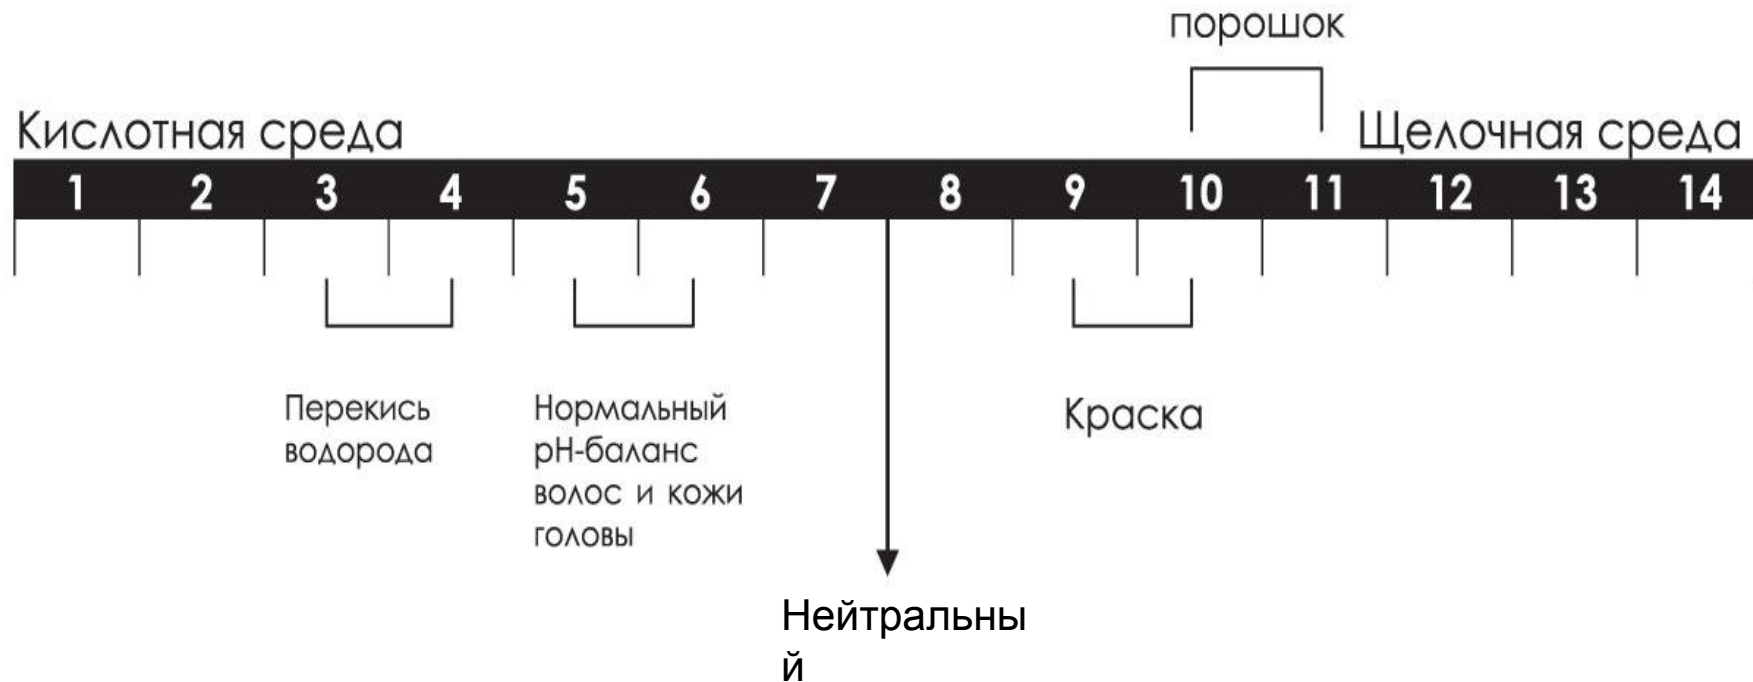 порошок
Кислотная среда
Щелочная среда
1 2 3 4 5 6 7 8 9 10 11 12 13 14
Перекись
водорода
Нормальный
pH-баланс
волос и кожи
головы
Краска
Нейтральны
й